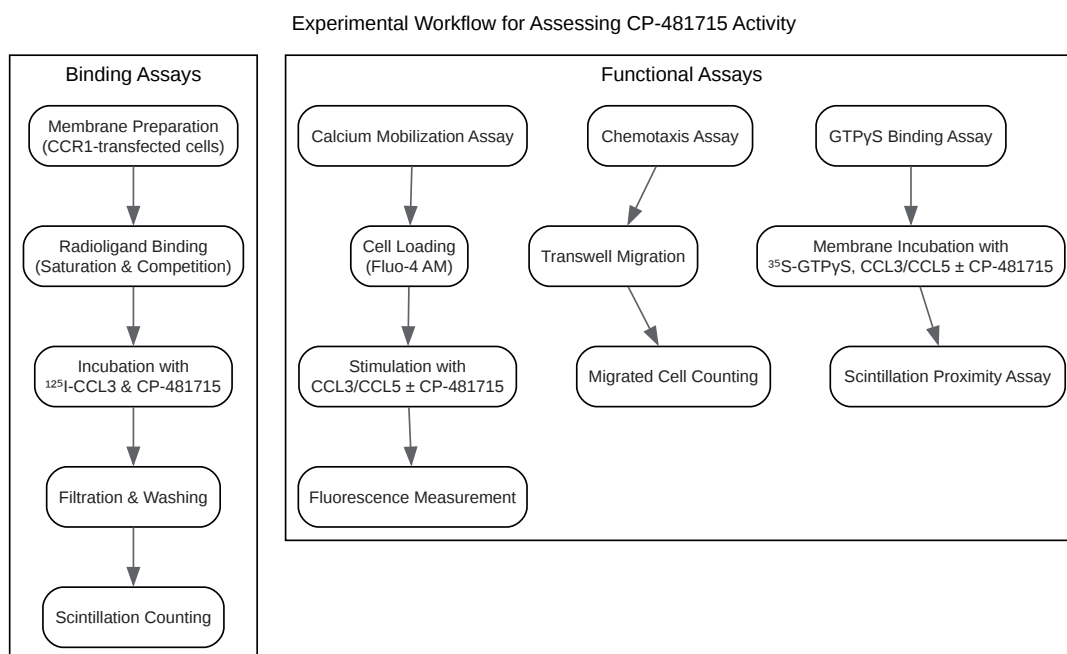 Experimental Workflow for Assessing CP-481715 Activity
Binding Assays
Membrane Preparation
(CCR1-transfected cells)
Radioligand Binding
(Saturation & Competition)
Incubation with
¹²⁵I-CCL3 & CP-481715
Filtration & Washing
Scintillation Counting
Functional Assays
Calcium Mobilization Assay
Cell Loading
(Fluo-4 AM)
Stimulation with
CCL3/CCL5 ± CP-481715
Fluorescence Measurement
Chemotaxis Assay
Transwell Migration
Migrated Cell Counting
GTPγS Binding Assay
Membrane Incubation with
³⁵S-GTPγS, CCL3/CCL5 ± CP-481715
Scintillation Proximity Assay